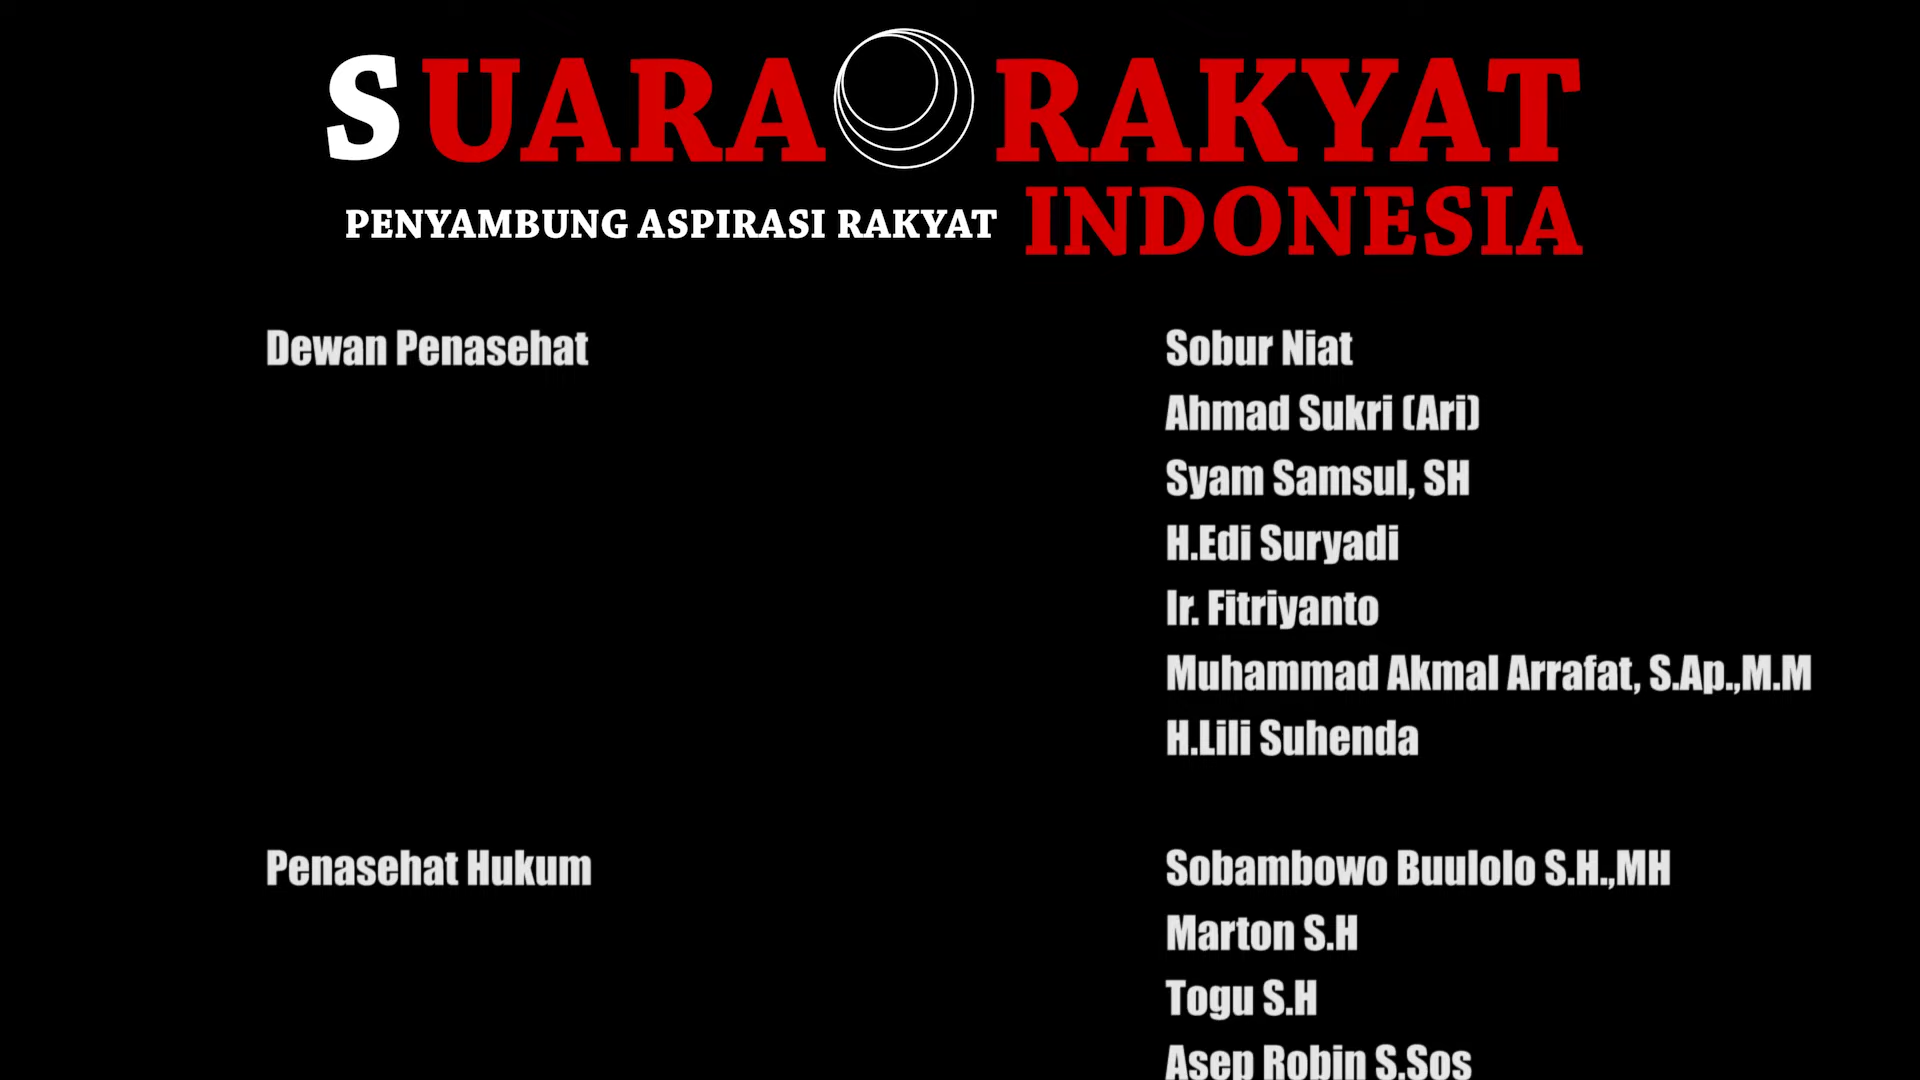 SUARA RAKYAT
PENYAMBUNG ASPIRASI RAKYAT INDONESIA
Dewan Penasehat Sobur Niat
Ahmad Sukri (Ari)
Syam Samsul, SH
H.Edi Suryadi
Ir. Fitriyanto
Muhammad Akmal Arrafat, S.Ap.,M.M
H.Lili Suhenda
Penasehat Hukum Sobambowo Buulolo S.H.,MH
Marton S.H
Togu S.H
Asep Robin S.Sos